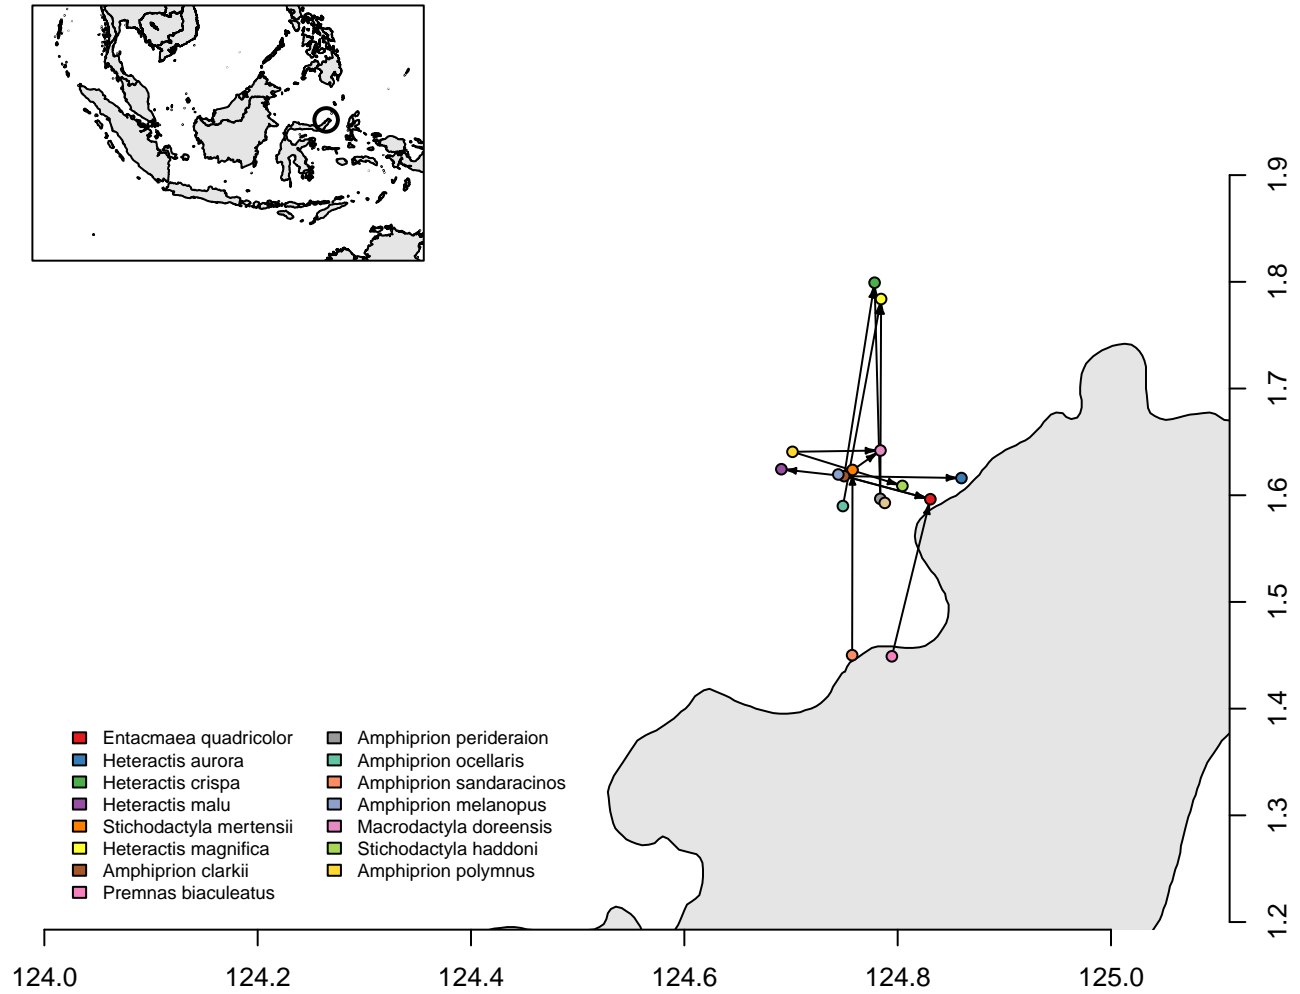 1.9
1.8
1.7
1.6
1.5
1.4
1.3
1.2
Entacmaea quadricolor
Heteractis aurora
Heteractis crispa
Heteractis malu
Stichodactyla mertensii
Heteractis magnifica
Amphiprion clarkii
Premnas biaculeatus
Amphiprion perideraion
Amphiprion ocellaris
Amphiprion sandaracinos
Amphiprion melanopus
Macrodactyla doreensis
Stichodactyla haddoni
Amphiprion polymnus
124.0 124.2 124.4 124.6 124.8 125.0